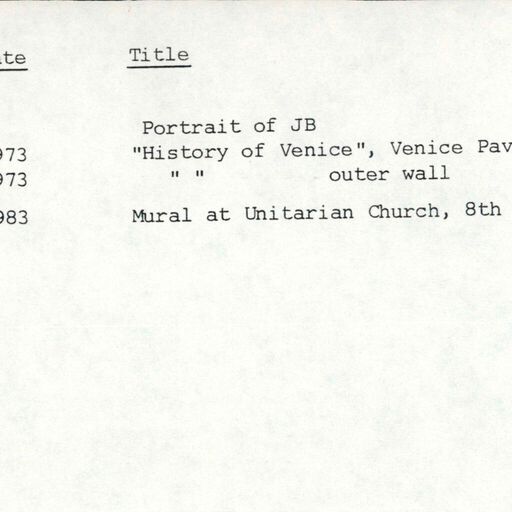 ate Title
Portrait of JB
973 "History of Venice", Venice Pav
973 " " outer wall
983 Mural at Unitarian Church, 8th